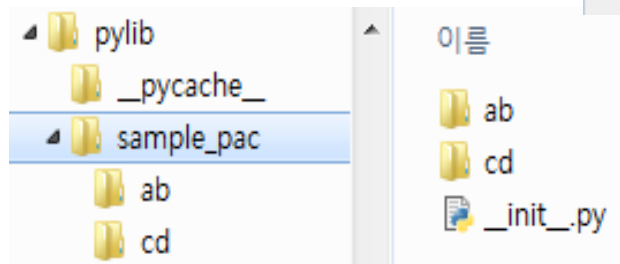 pylib
__pycache__
sample_pac
ab
cd
이름
ab
cd
__init__.py